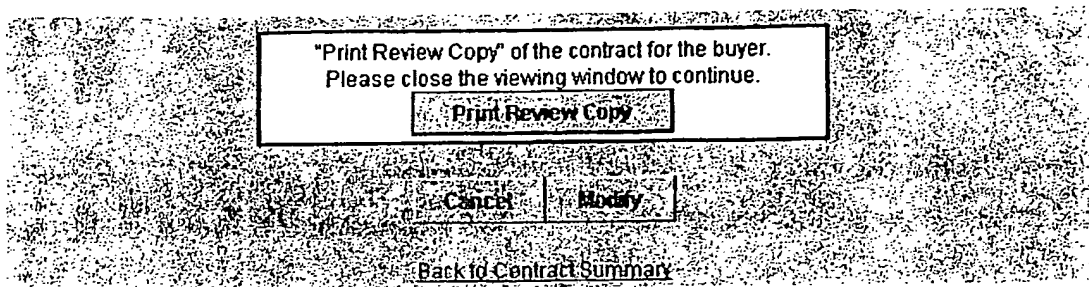 "Print Review Copy" of the contract for the buyer.
Please close the viewing window to continue.
Print Review Copy
Cancel Modify
Back to Contract Summary